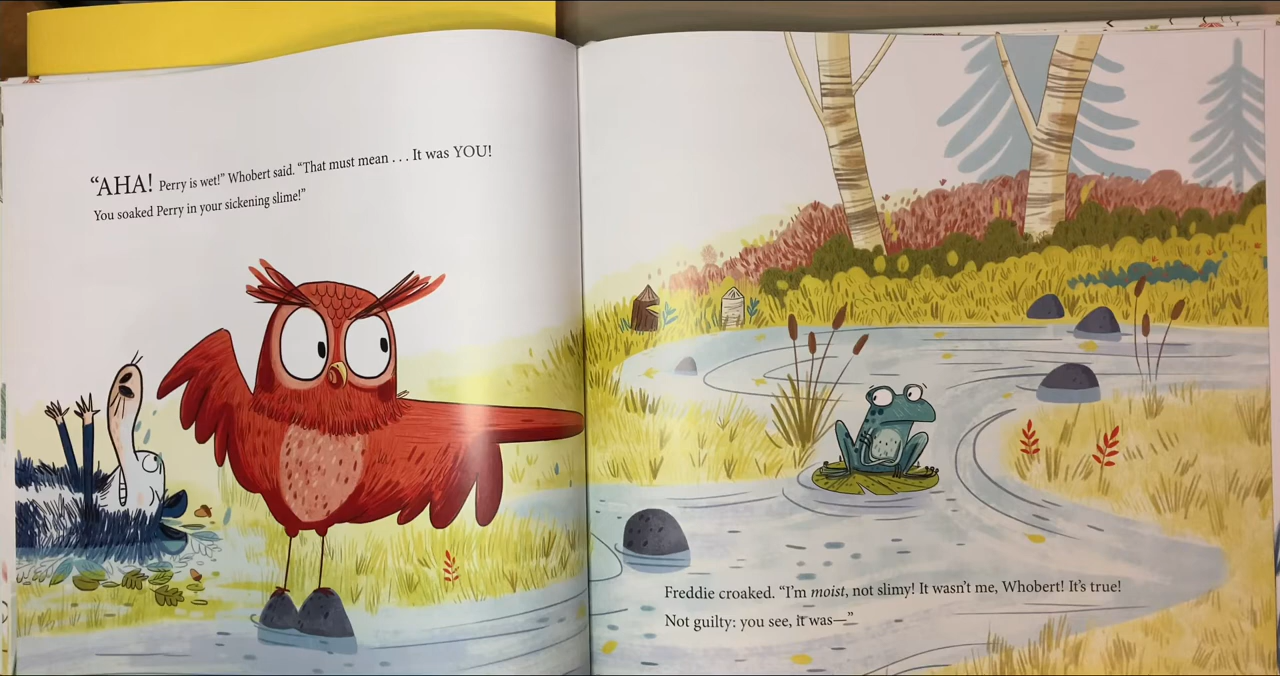 “AHA! Perry is wet!” Whobert said. “That must mean . . . It was YOU!
You soaked Perry in your sickening slime!”
Freddie croaked. “I’m moist, not slimy! It wasn’t me, Whobert! It’s true!
Not guilty: you see, it was—”